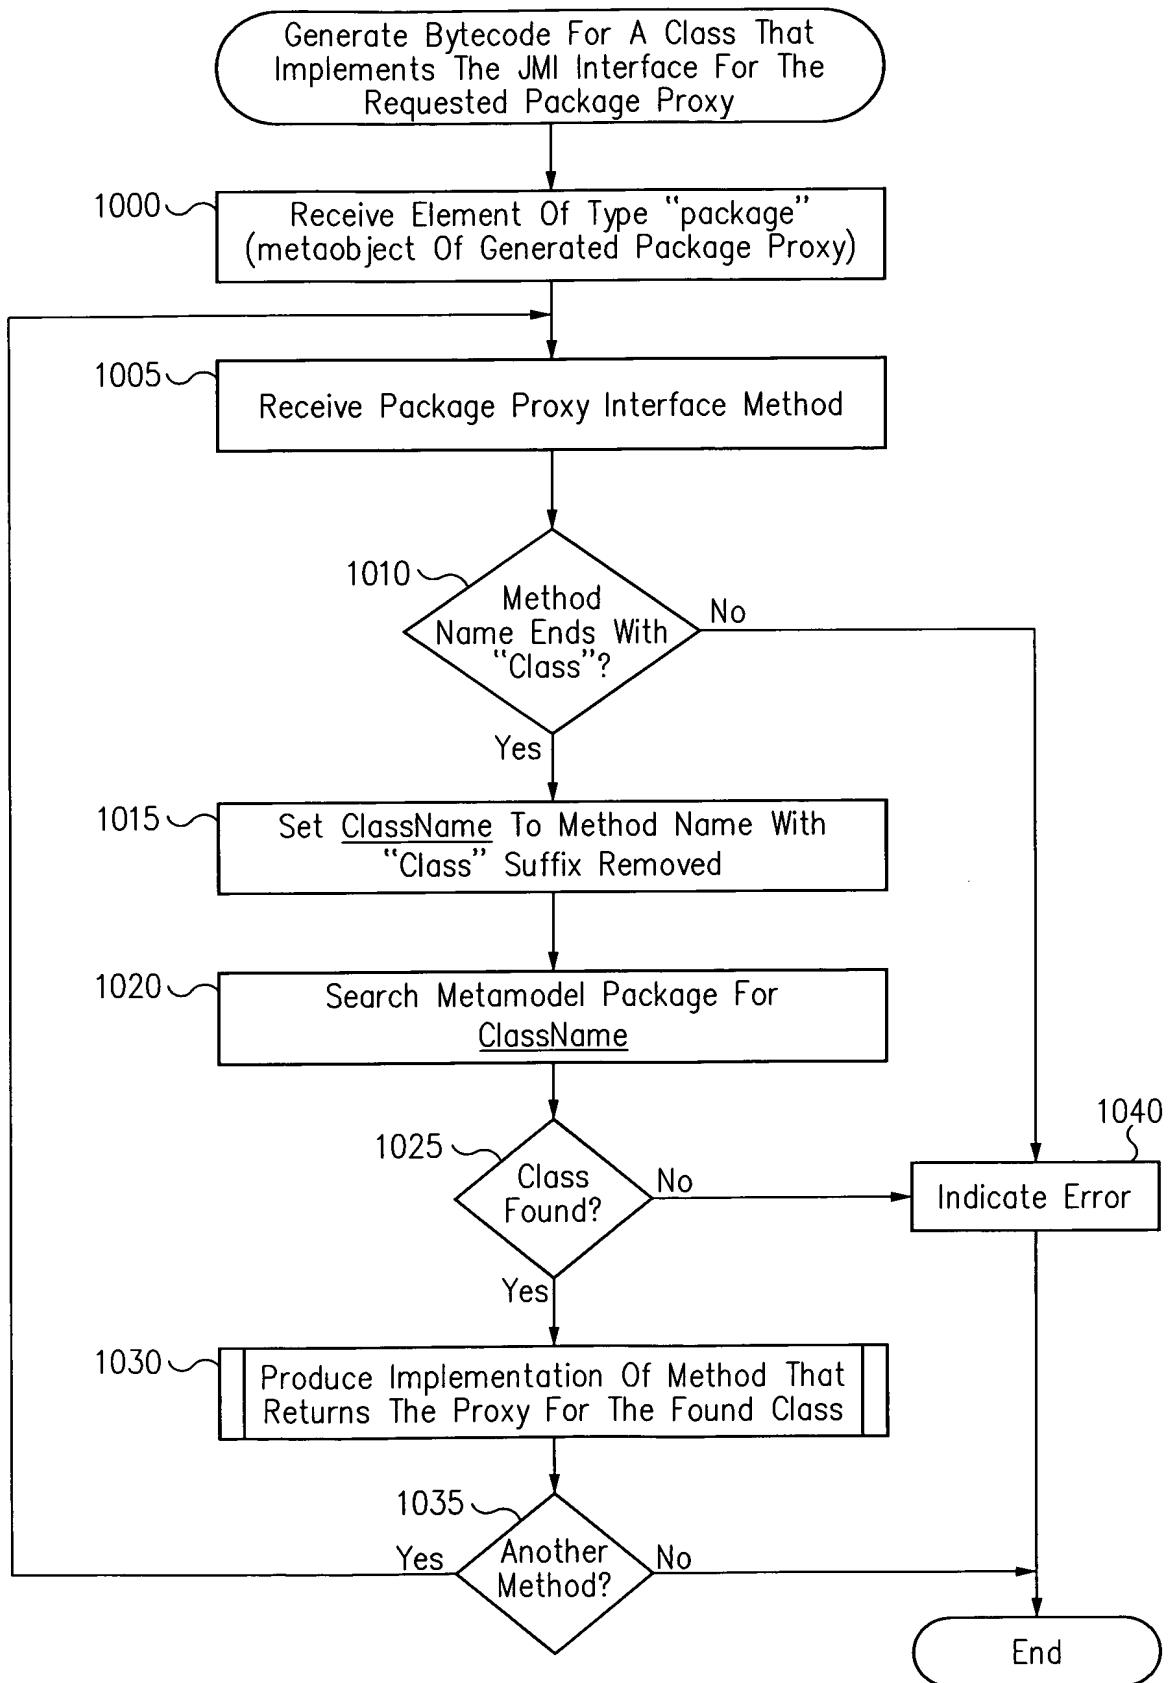 Generate Bytecode For A Class That
Implements The JMI Interface For The
Requested Package Proxy
1000
Receive Element Of Type "package"
(metaobject Of Generated Package Proxy)
1005
Receive Package Proxy Interface Method
1010
Method
Name Ends With
"Class"?
No
Yes
1015
Set ClassName To Method Name With
"Class" Suffix Removed
1020
Search Metamodel Package For
ClassName
1025
Class
Found?
No
1040
Indicate Error
Yes
1030
Produce Implementation Of Method That
Returns The Proxy For The Found Class
1035
Another
Method?
Yes
No
End